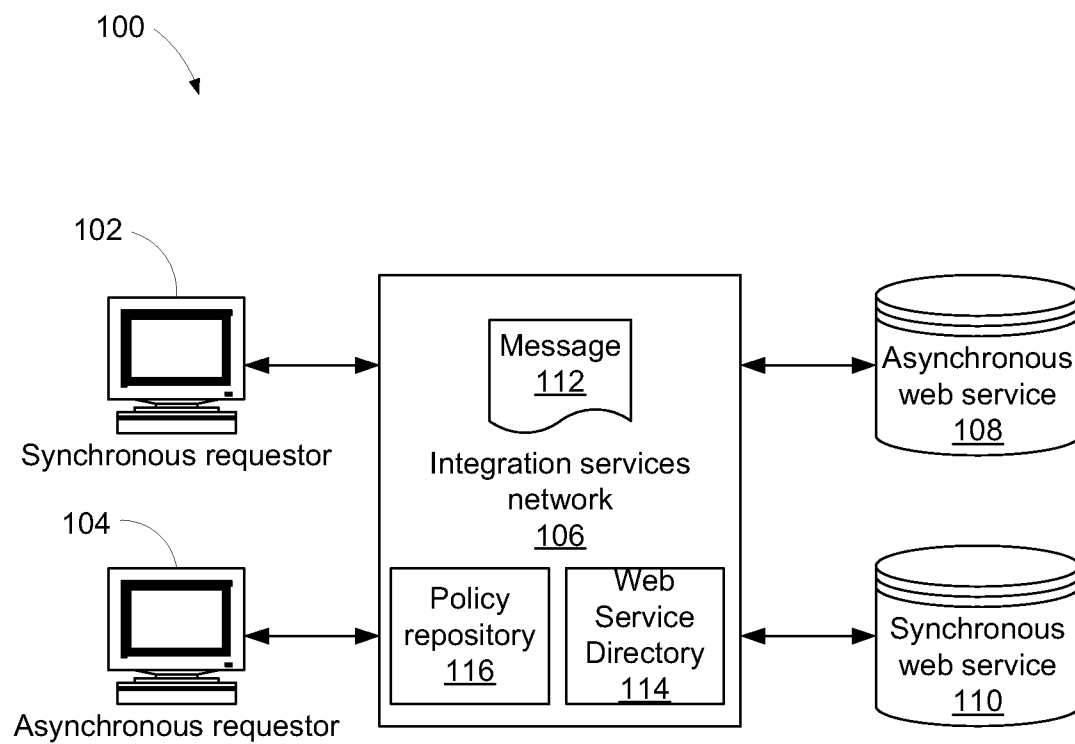 100
102
Synchronous requestor
104
Asynchronous requestor
Message
112
Integration services
network
106
Policy
repository
116
Web
Service
Directory
114
Asynchronous
web service
108
Synchronous
web service
110